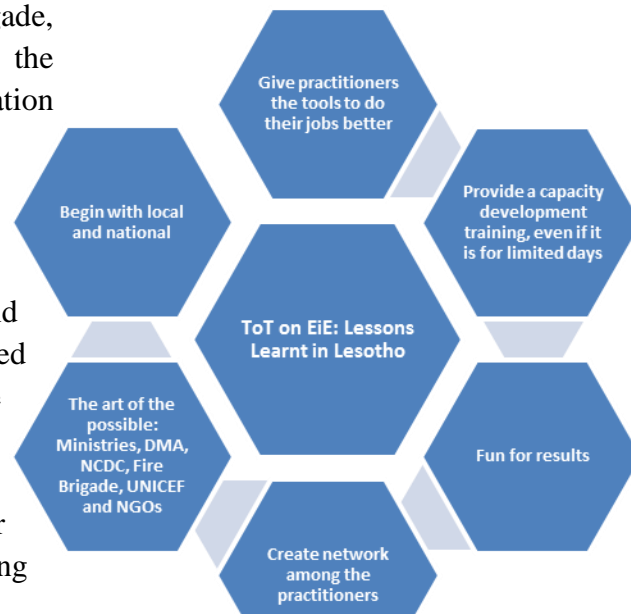 gade,
the
ation
nd
ed
r
ng
Give practitioners
the tools to do
their jobs better
Provide a capacity
development
training, even if it
is for limited days
Fun for results
Create network
among the
practitioners
The art of the
possible:
Ministries, DMA,
NCDC, Fire
Brigade, UNICEF
and NGOs
Begin with local
and national
ToT on EiE: Lessons
Learnt in Lesotho